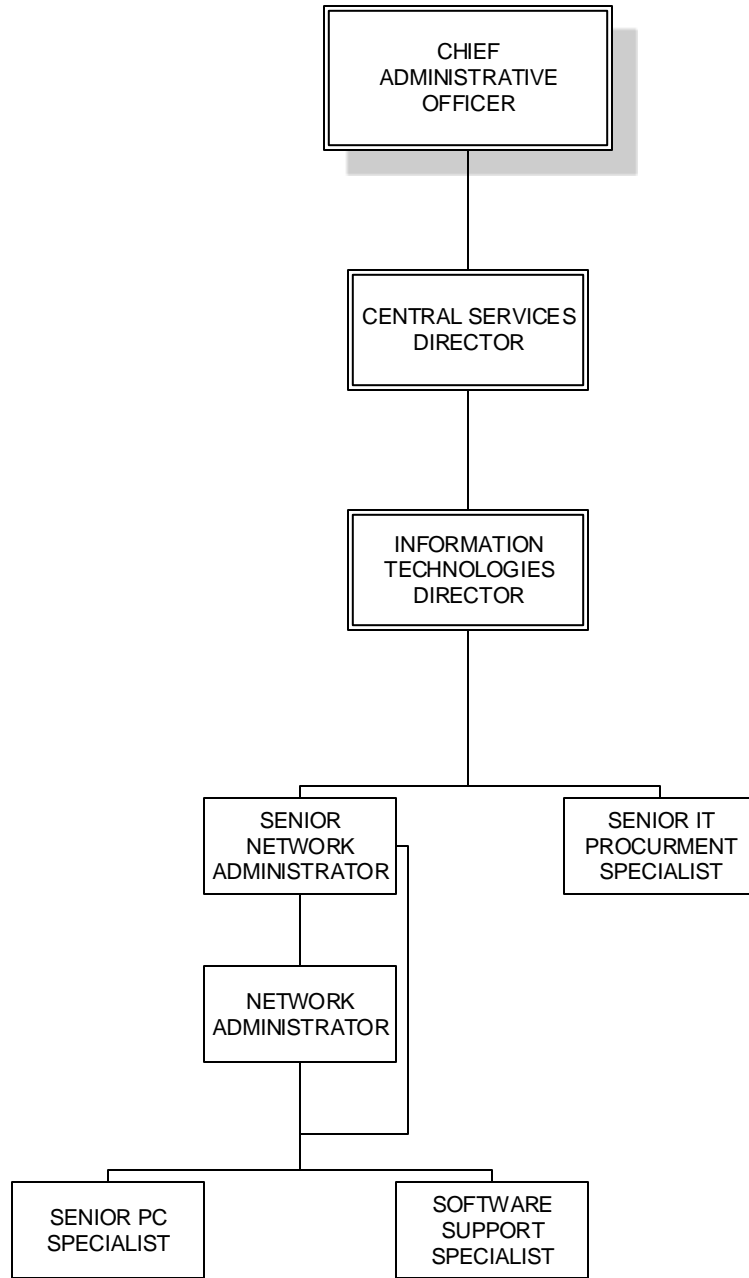 CHIEF
ADMINISTRATIVE
OFFICER
CENTRAL SERVICES
DIRECTOR
INFORMATION
TECHNOLOGIES
DIRECTOR
SENIOR
NETWORK
ADMINISTRATOR
SENIOR IT
PROCURMENT
SPECIALIST
NETWORK
ADMINISTRATOR
SENIOR PC
SPECIALIST
SOFTWARE
SUPPORT
SPECIALIST